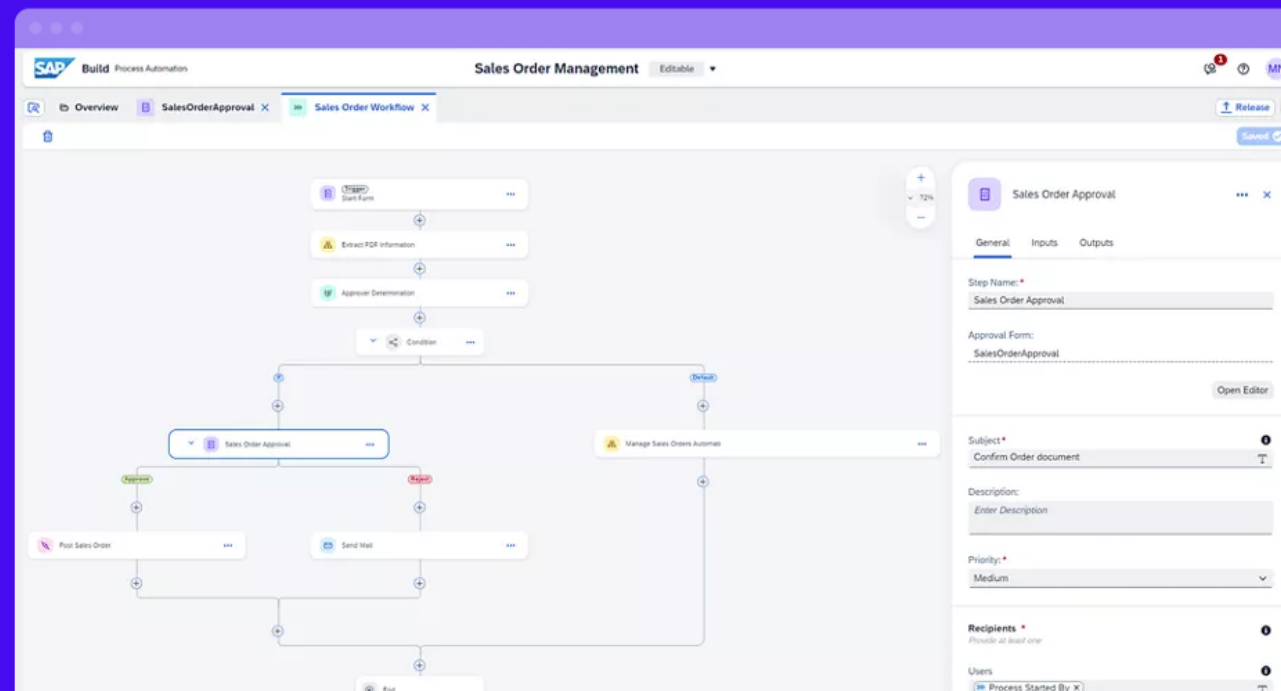 SAP Build Process Automation
Sales Order Management Editable
1
MN
Overview
SalesOrderApproval
Sales Order Workflow
Release
Saved
Trigger
Start Form
Extract PDF Information
Approver Determination
Condition
72%
If
Default
Sales Order Approval
Manage Sales Orders Automati
Approve
Reject
Post Sales Order
Send Mail
End
Sales Order Approval
General Inputs Outputs
Step Name:*
Sales Order Approval
Approval Form:
SalesOrderApproval
Open Editor
Subject*
Confirm Order document
Description:
Enter Description
Priority:*
Medium
Recipients *
Provide at least one
Users
Process Started By